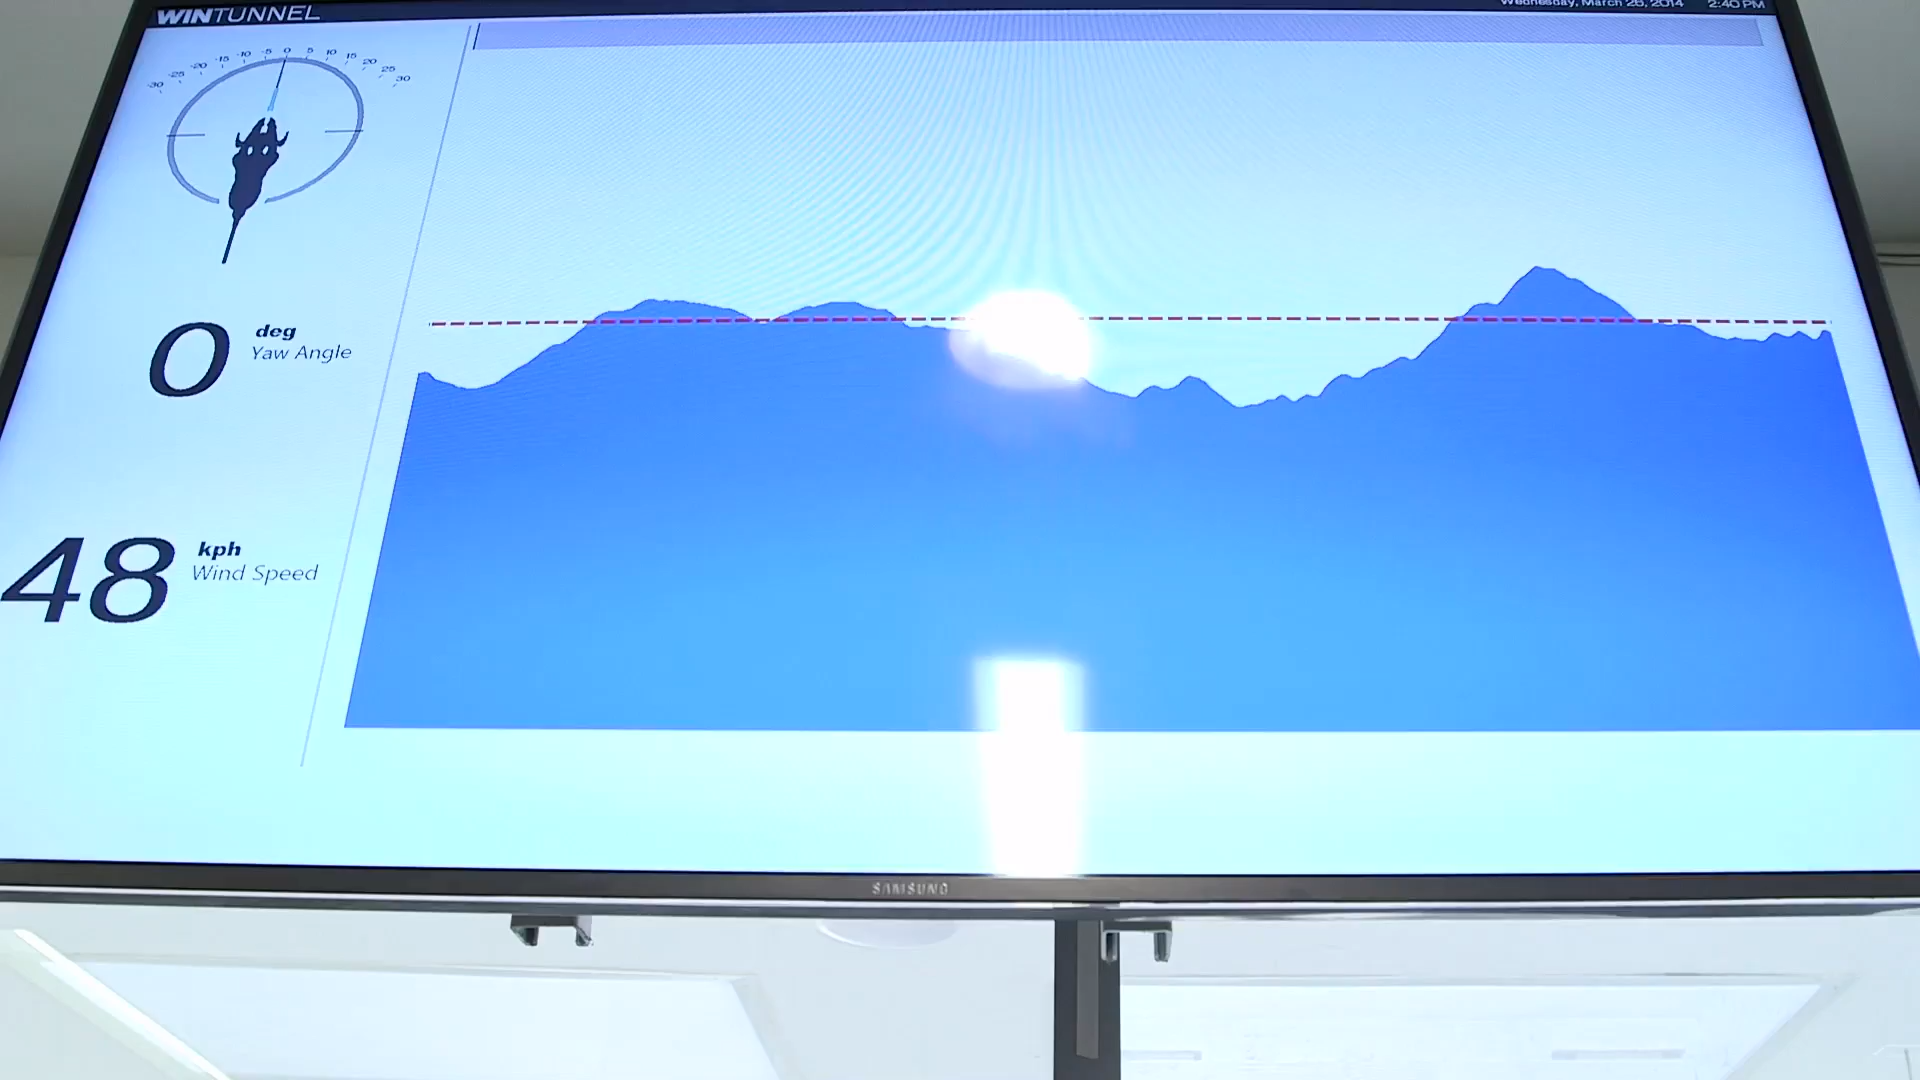 WINTUNNEL
Wednesday, March 26, 2014 2:40 PM
-30 -25 -20 -15 -10 -5 0 5 10 15 20 25 30
0 deg
Yaw Angle
48 kph
Wind Speed
SAMSUNG